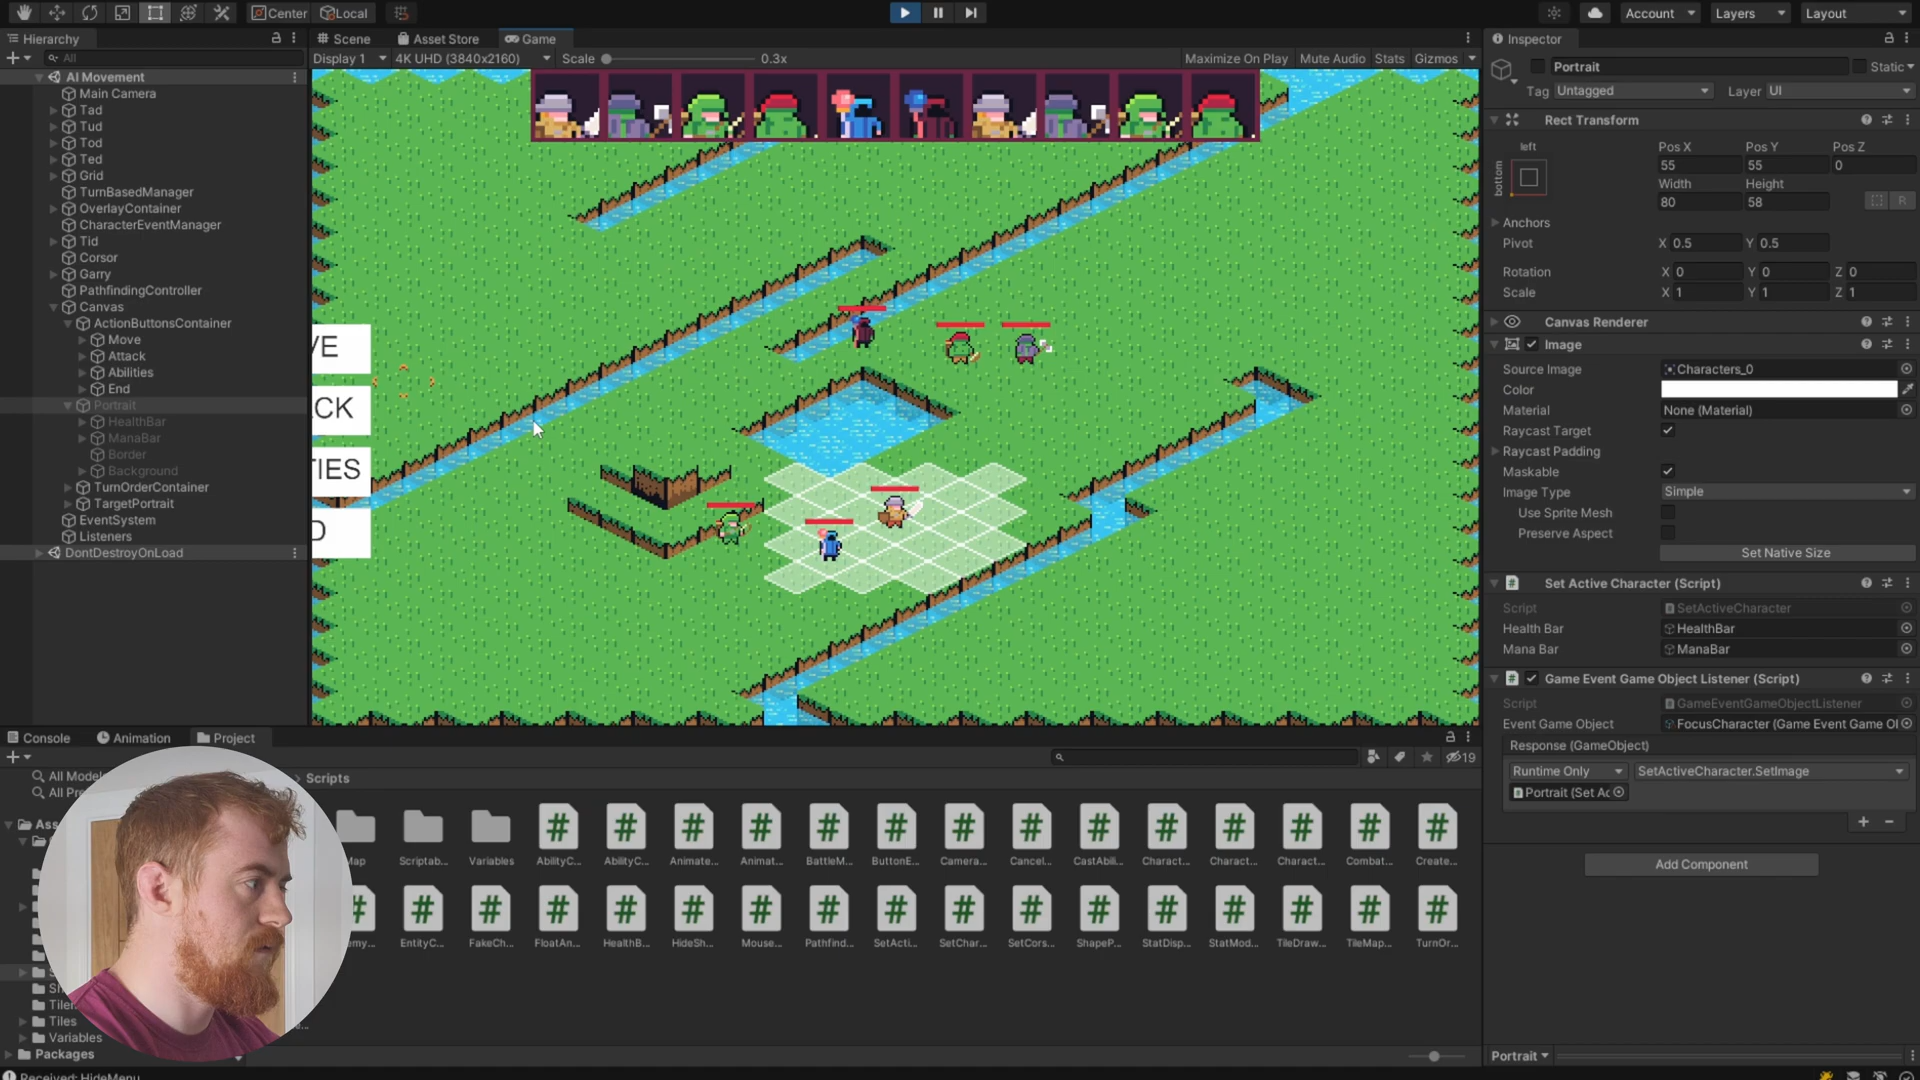 Center
Local
Account
Layers
Layout
Hierarchy
All
AI Movement
Main Camera
Tad
Tud
Tod
Ted
Grid
TurnBasedManager
OverlayContainer
CharacterEventManager
Tid
Corsor
Garry
PathfindingController
Canvas
ActionButtonsContainer
Move
Attack
Abilities
End
Portrait
HealthBar
ManaBar
Border
Background
TurnOrderContainer
TargetPortrait
EventSystem
Listeners
DontDestroyOnLoad
Scene
Asset Store
Game
Display 1
4K UHD (3840x2160)
Scale
0.3x
Maximize On Play
Mute Audio
Stats
Gizmos
VE
CK
TIES
D
Inspector
Portrait
Static
Tag Untagged
Layer UI
Rect Transform
left
bottom
Pos X Pos Y Pos Z
55 55 0
Width Height
80 58
R
Anchors
Pivot X 0.5 Y 0.5
Rotation X 0 Y 0 Z 0
Scale X 1 Y 1 Z 1
Canvas Renderer
Image
Source Image Characters_0
Color
Material None (Material)
Raycast Target
Raycast Padding
Maskable
Image Type Simple
Use Sprite Mesh
Preserve Aspect
Set Native Size
Set Active Character (Script)
Script SetActiveCharacter
Health Bar HealthBar
Mana Bar ManaBar
Game Event Game Object Listener (Script)
Script GameEventGameObjectListener
Event Game Object FocusCharacter (Game Event Game Ol
Response (GameObject)
Runtime Only SetActiveCharacter.SetImage
Portrait (Set Ac
Add Component
Portrait
Console
Animation
Project
19
All Mode
All Pre
Ass
Tiler
Tiles
Variables
Packages
Scripts
Map Scriptab... Variables AbilityC... AbilityC... Animate... Animat... BattleM... ButtonE... Camera... Cancel... CastAbili... Charact... Charact... Charact... Combat... Create...
emy... EntityC... FakeCh... FloatAn... HealthB... HideSh... Mouse... Pathfind... SetActi... SetChar... SetCors... ShapeP... StatDisp... StatMod... TileDraw... TileMap... TurnOr...
Received: HideMenu